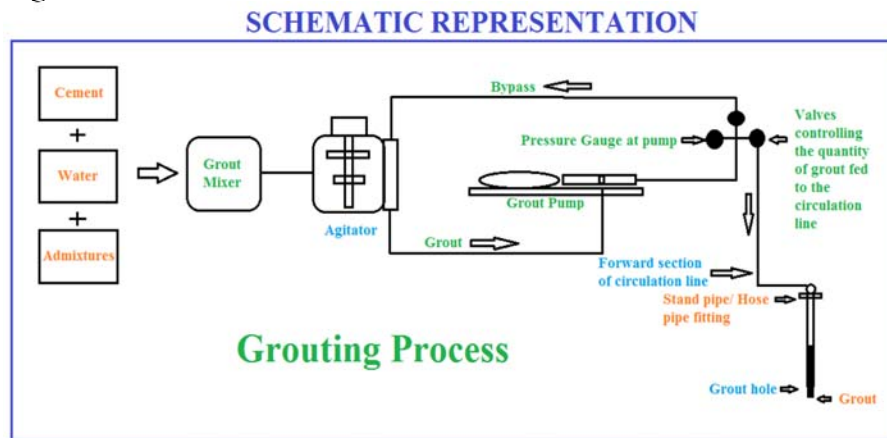 SCHEMATIC REPRESENTATION
Cement
+
Water
+
Admixtures
Grout
Mixer
Agitator
Bypass
Pressure Gauge at pump
Valves
controlling
the quantity
of grout fed
to the
circulation
line
Grout Pump
Grout
Forward section
of circulation line
Stand pipe/ Hose
pipe fitting
Grouting Process
Grout hole
Grout